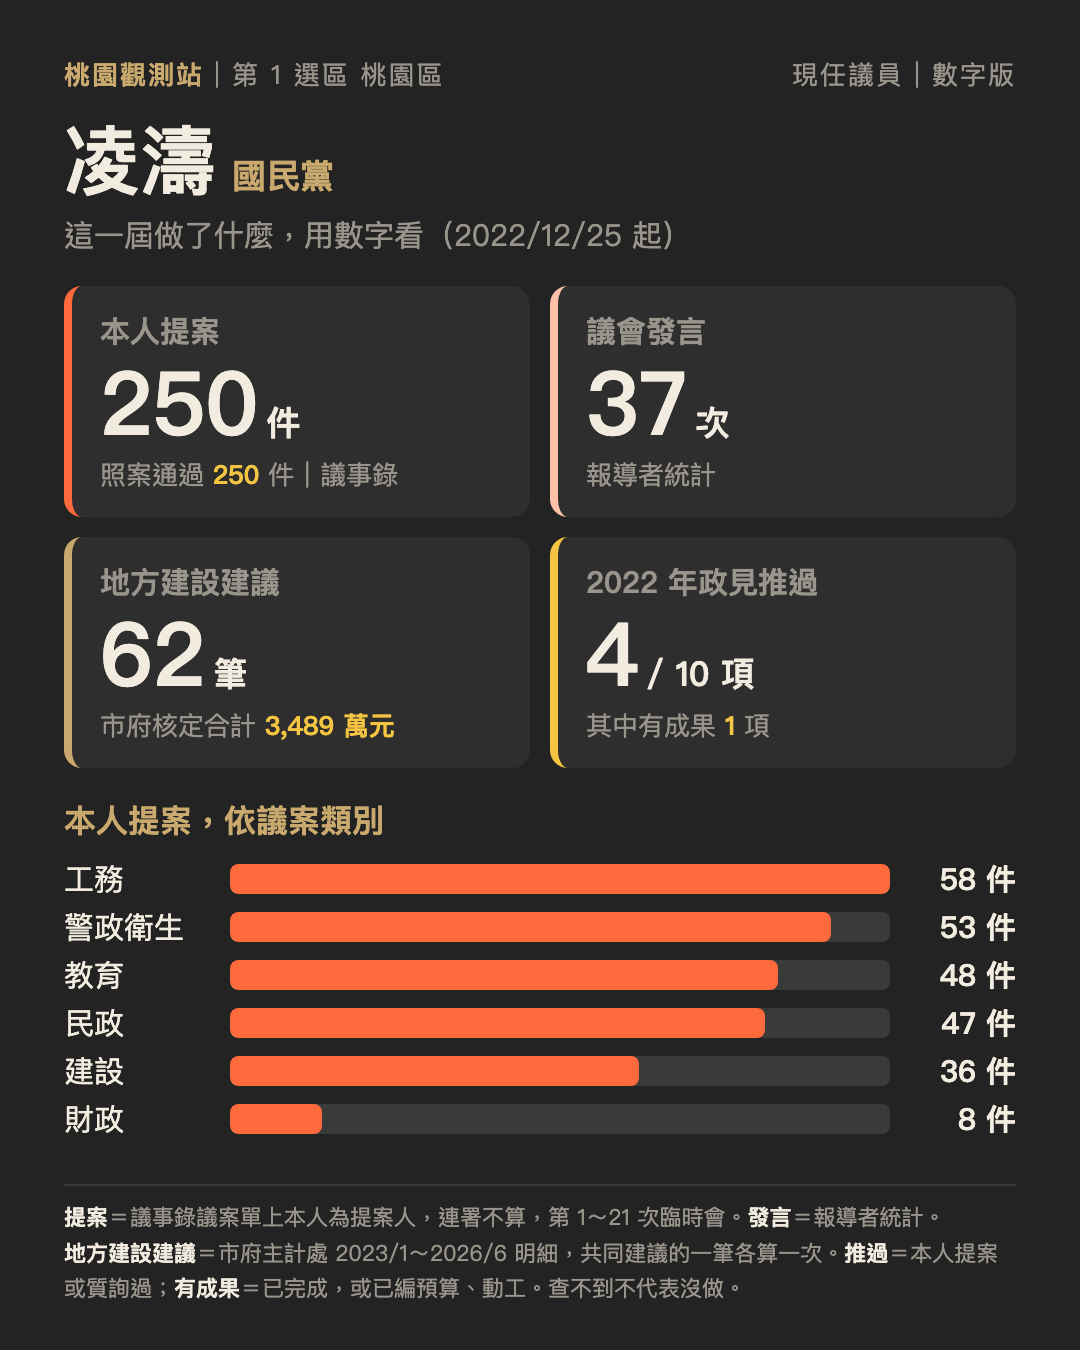 桃園觀測站｜第 1 選區 桃園區
現任議員｜數字版
凌濤 國民黨
這一屆做了什麼，用數字看（2022/12/25 起）
本人提案
250 件
照案通過 250 件｜議事錄
議會發言
37 次
報導者統計
地方建設建議
62 筆
市府核定合計 3,489 萬元
2022 年政見推過
4 / 10 項
其中有成果 1 項
本人提案，依議案類別
工務 58 件
警政衛生 53 件
教育 48 件
民政 47 件
建設 36 件
財政 8 件
提案＝議事錄議案單上本人為提案人，連署不算，第 1～21 次臨時會。發言＝報導者統計。
地方建設建議＝市府主計處 2023/1～2026/6 明細，共同建議的一筆各算一次。推過＝本人提案
或質詢過；有成果＝已完成，或已編預算、動工。查不到不代表沒做。